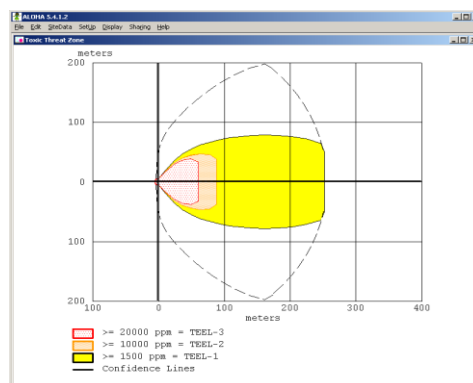 ALOHA 5.4.1.2
File Edit SiteData SetUp Display Sharing Help
Toxic Threat Zone
meters
200
100
0
100
200
100 0 100 200 300 400
meters
>= 20000 ppm = TEEL-3
>= 10000 ppm = TEEL-2
>= 1500 ppm = TEEL-1
Confidence Lines